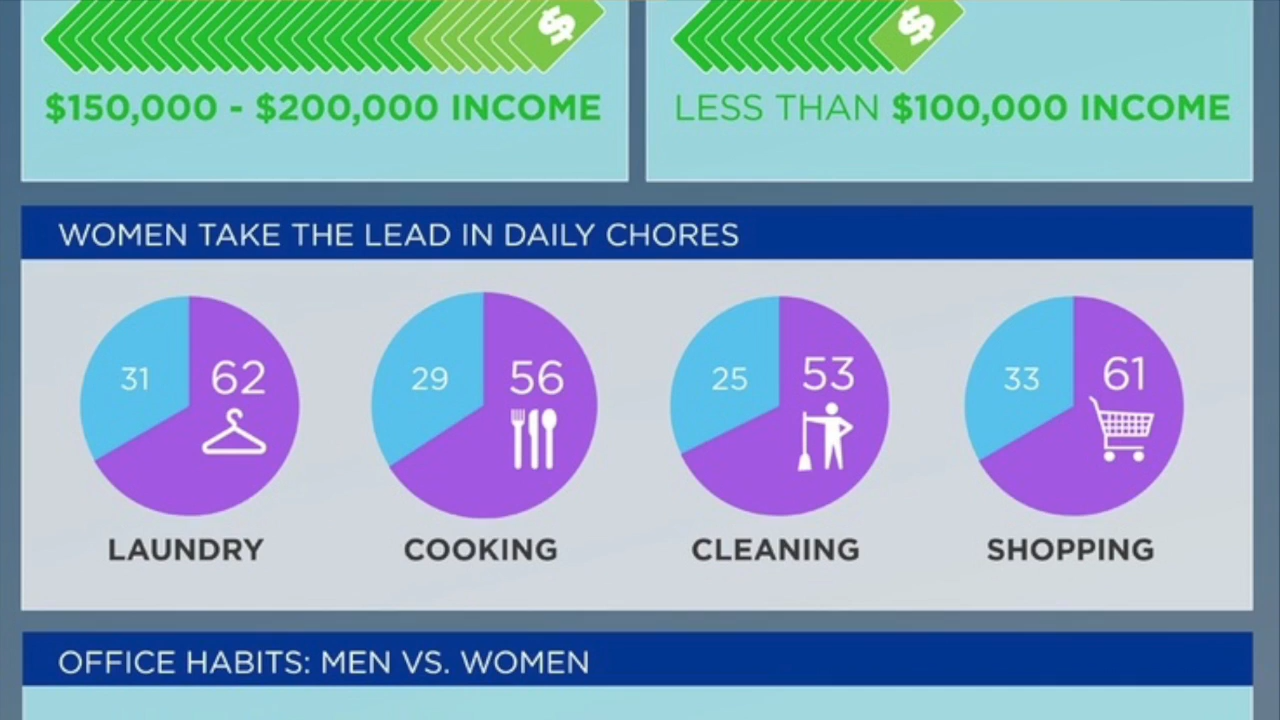 $ $
$150,000 - $200,000 INCOME
LESS THAN $100,000 INCOME
WOMEN TAKE THE LEAD IN DAILY CHORES
31 62
29 56
25 53
33 61
LAUNDRY
COOKING
CLEANING
SHOPPING
OFFICE HABITS: MEN VS. WOMEN